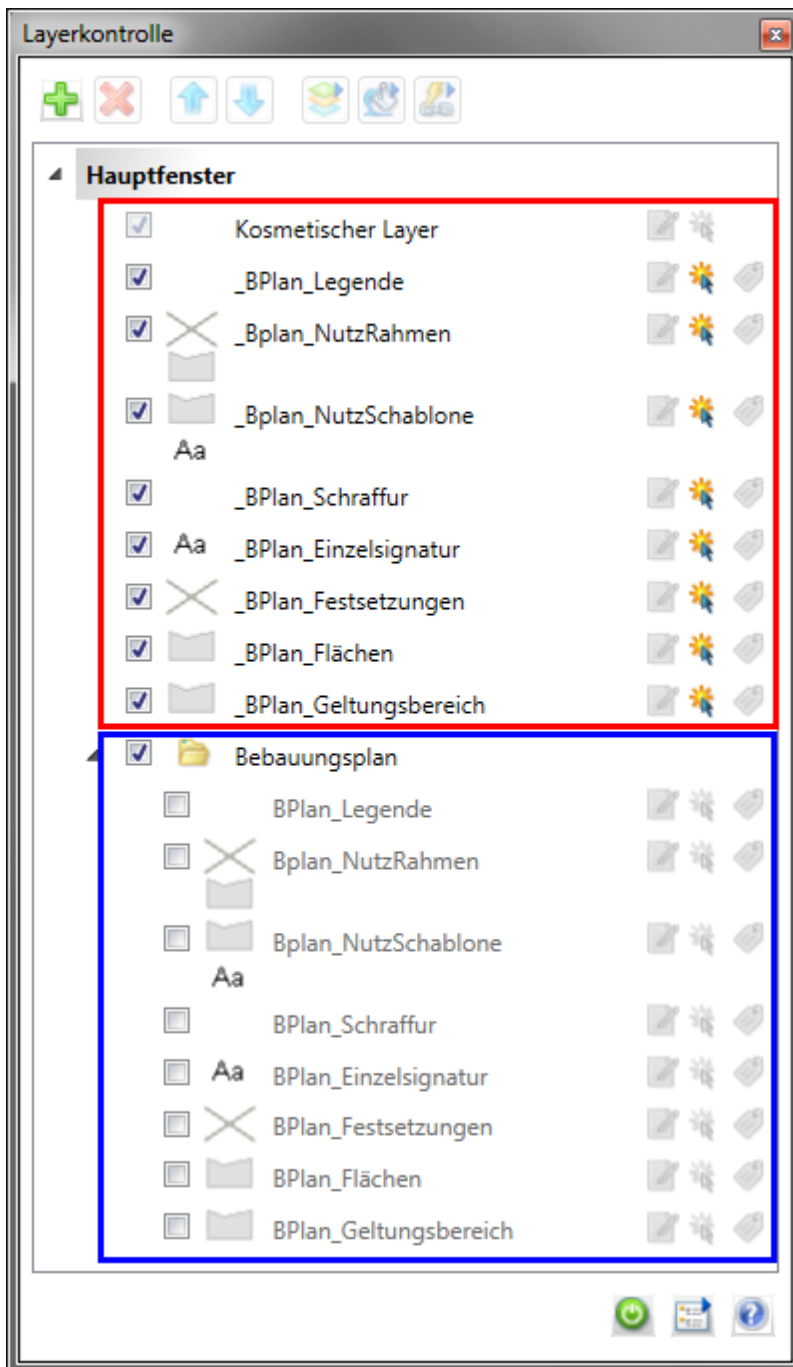 Layerkontrolle
Hauptfenster
Kosmetischer Layer
_BPlan_Legende
_Bplan_NutzRahmen
_Bplan_NutzSchablone
Aa
_BPlan_Schraffur
Aa _BPlan_Einzelsignatur
_BPlan_Festsetzungen
_BPlan_Flächen
_BPlan_Geltungsbereich
Bebauungsplan
BPlan_Legende
Bplan_NutzRahmen
Bplan_NutzSchablone
Aa
BPlan_Schraffur
Aa BPlan_Einzelsignatur
BPlan_Festsetzungen
BPlan_Flächen
BPlan_Geltungsbereich